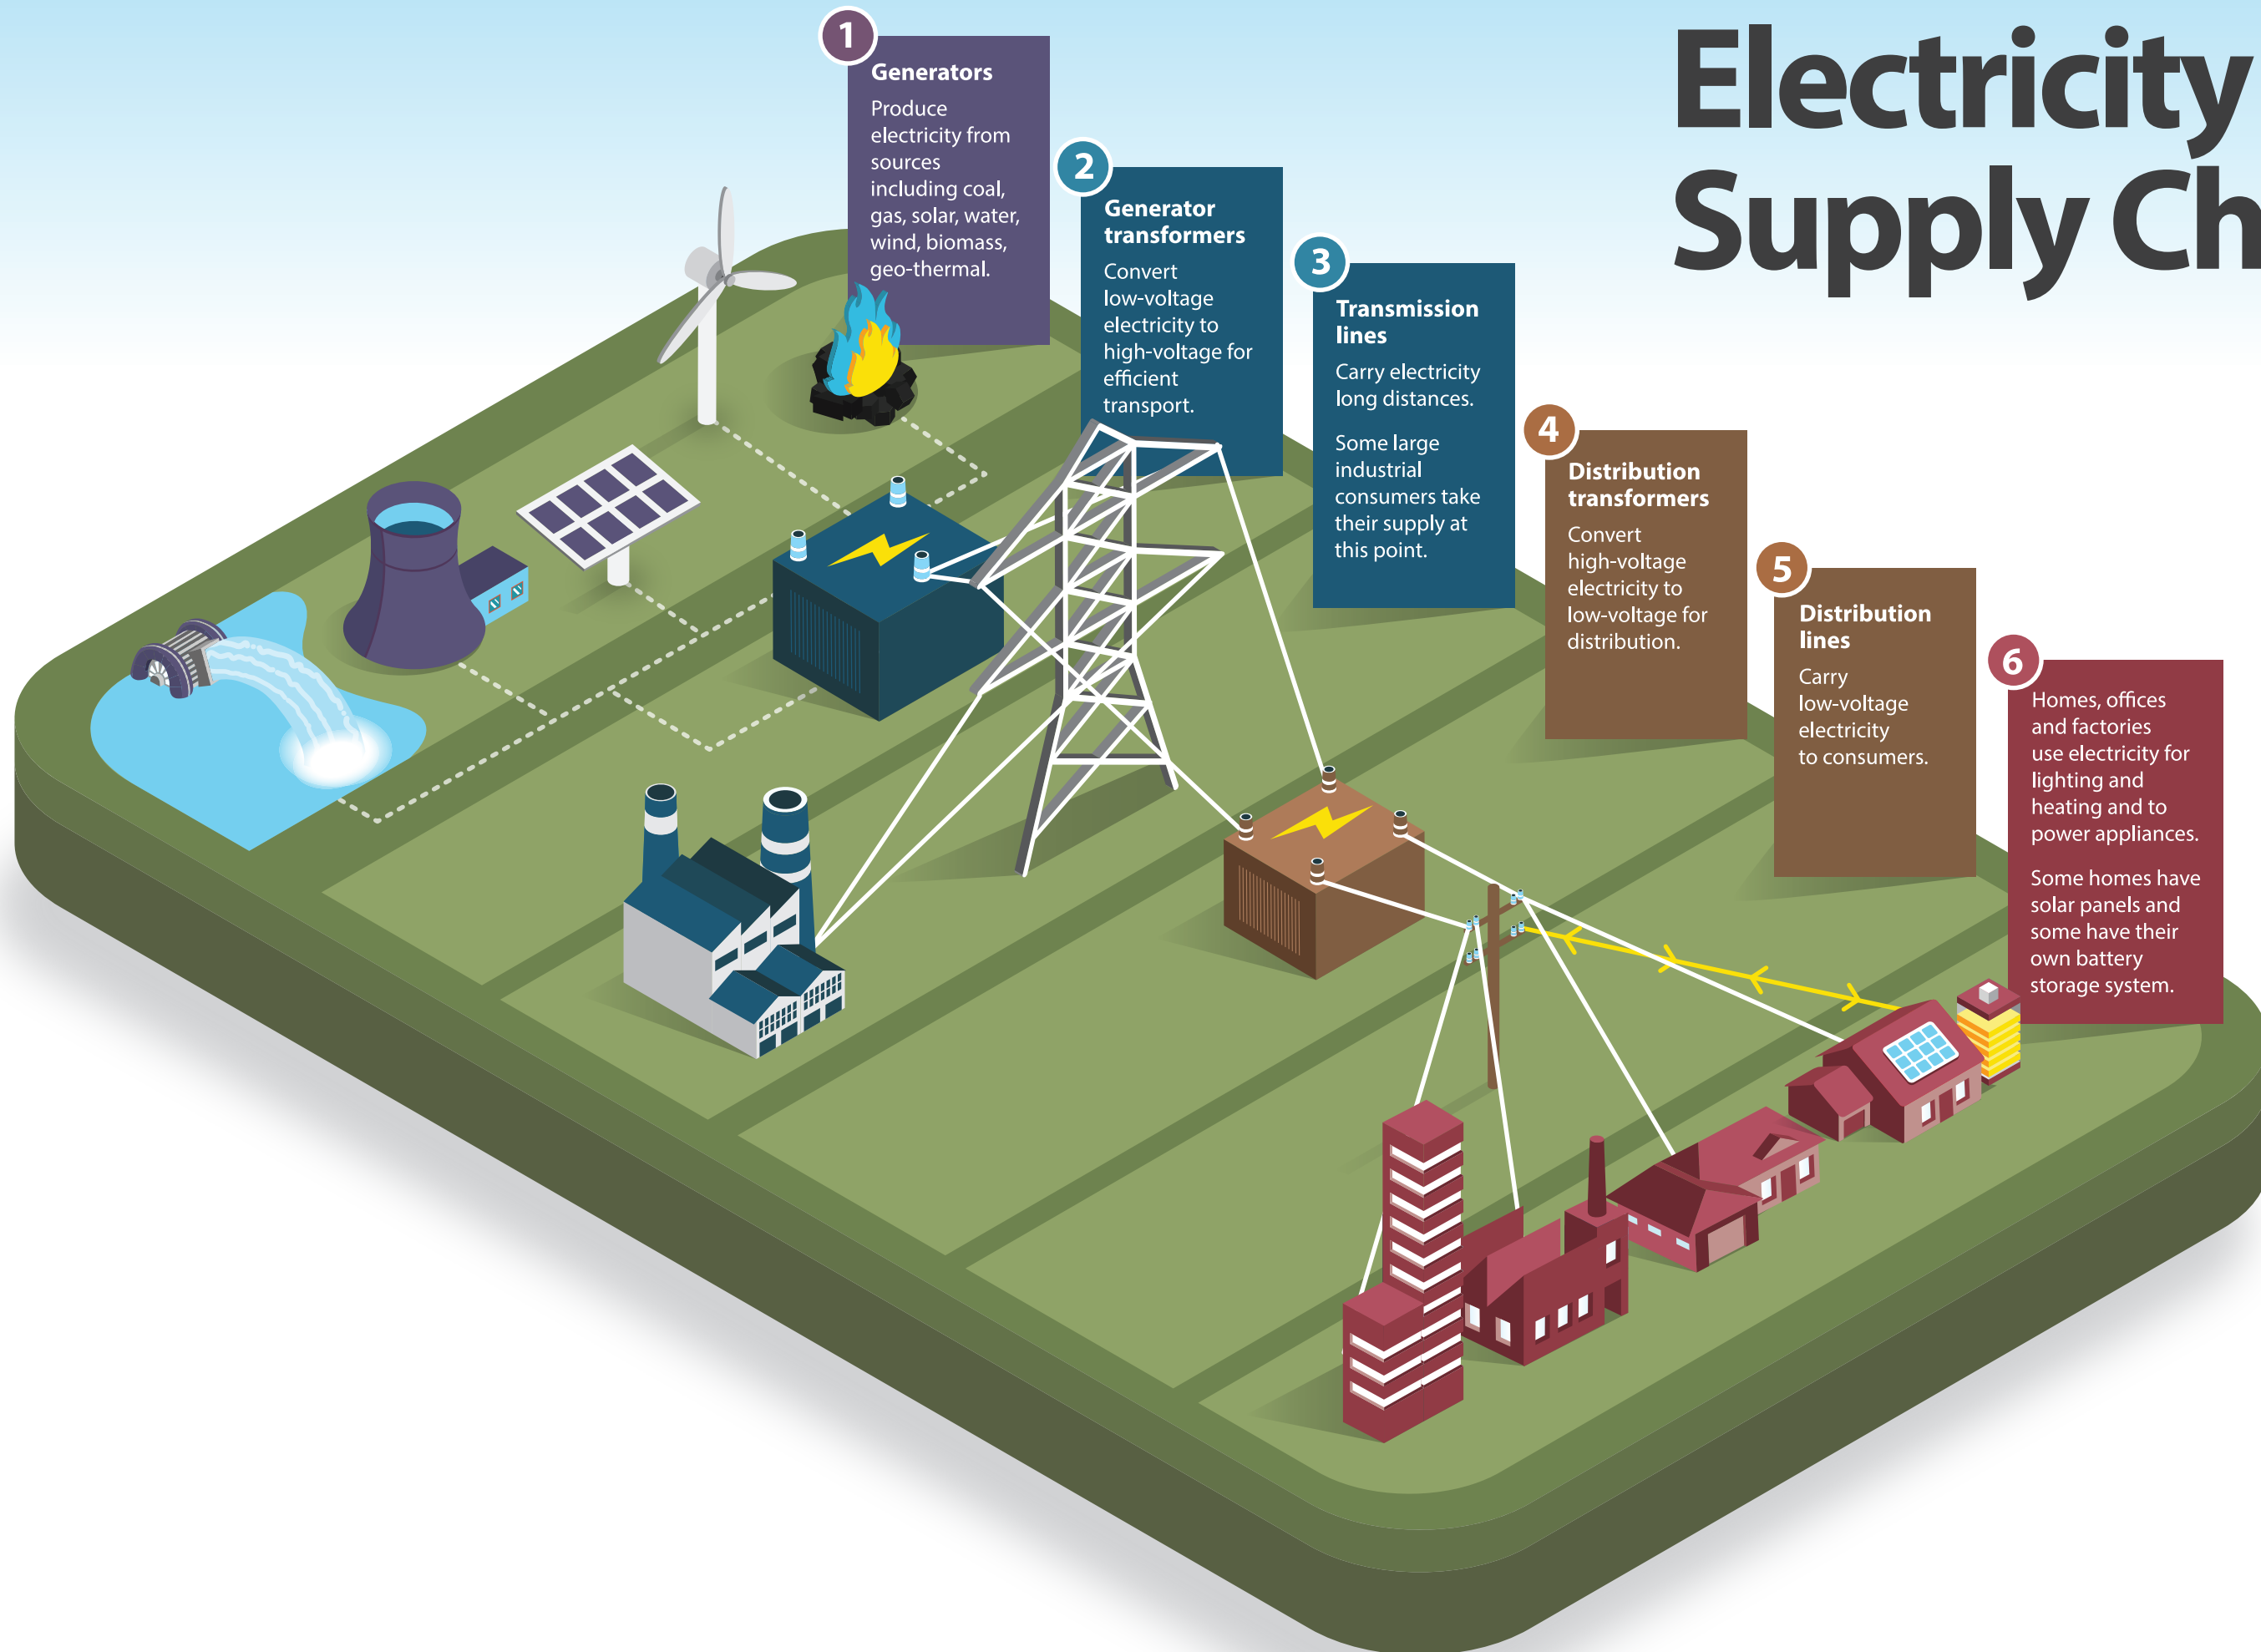 Electricity
Supply Ch
1
Generators
Produce
electricity from
sources
including coal,
gas, solar, water,
wind, biomass,
geo-thermal.
2
Generator
transformers
Convert
low-voltage
electricity to
high-voltage for
efficient
transport.
3
Transmission
lines
Carry electricity
long distances.
Some large
industrial
consumers take
their supply at
this point.
4
Distribution
transformers
Convert
high-voltage
electricity to
low-voltage for
distribution.
5
Distribution
lines
Carry
low-voltage
electricity
to consumers.
6
Homes, offices
and factories
use electricity for
lighting and
heating and to
power appliances.
Some homes have
solar panels and
some have their
own battery
storage system.